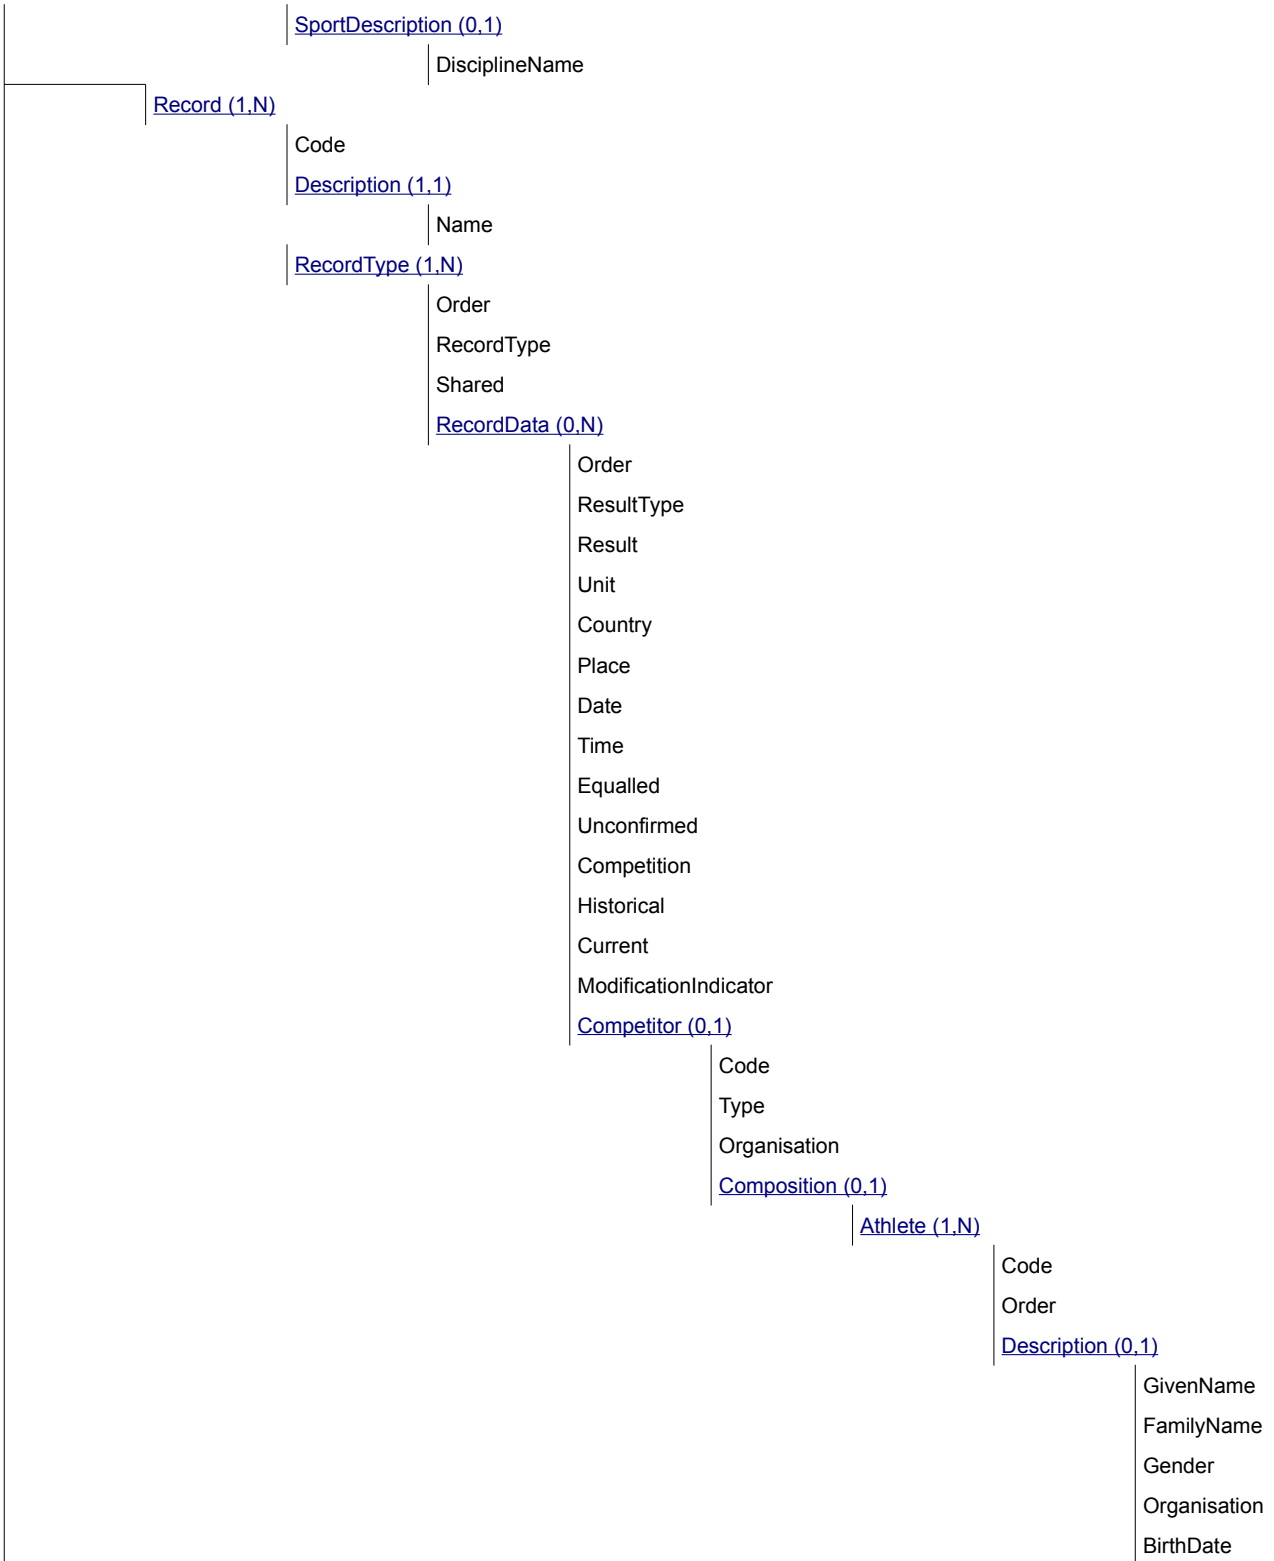 SportDescription (0,1)
DisciplineName
Record (1,N)
Code
Description (1,1)
Name
RecordType (1,N)
Order
RecordType
Shared
RecordData (0,N)
Order
ResultType
Result
Unit
Country
Place
Date
Time
Equalled
Unconfirmed
Competition
Historical
Current
ModificationIndicator
Competitor (0,1)
Code
Type
Organisation
Composition (0,1)
Athlete (1,N)
Code
Order
Description (0,1)
GivenName
FamilyName
Gender
Organisation
BirthDate